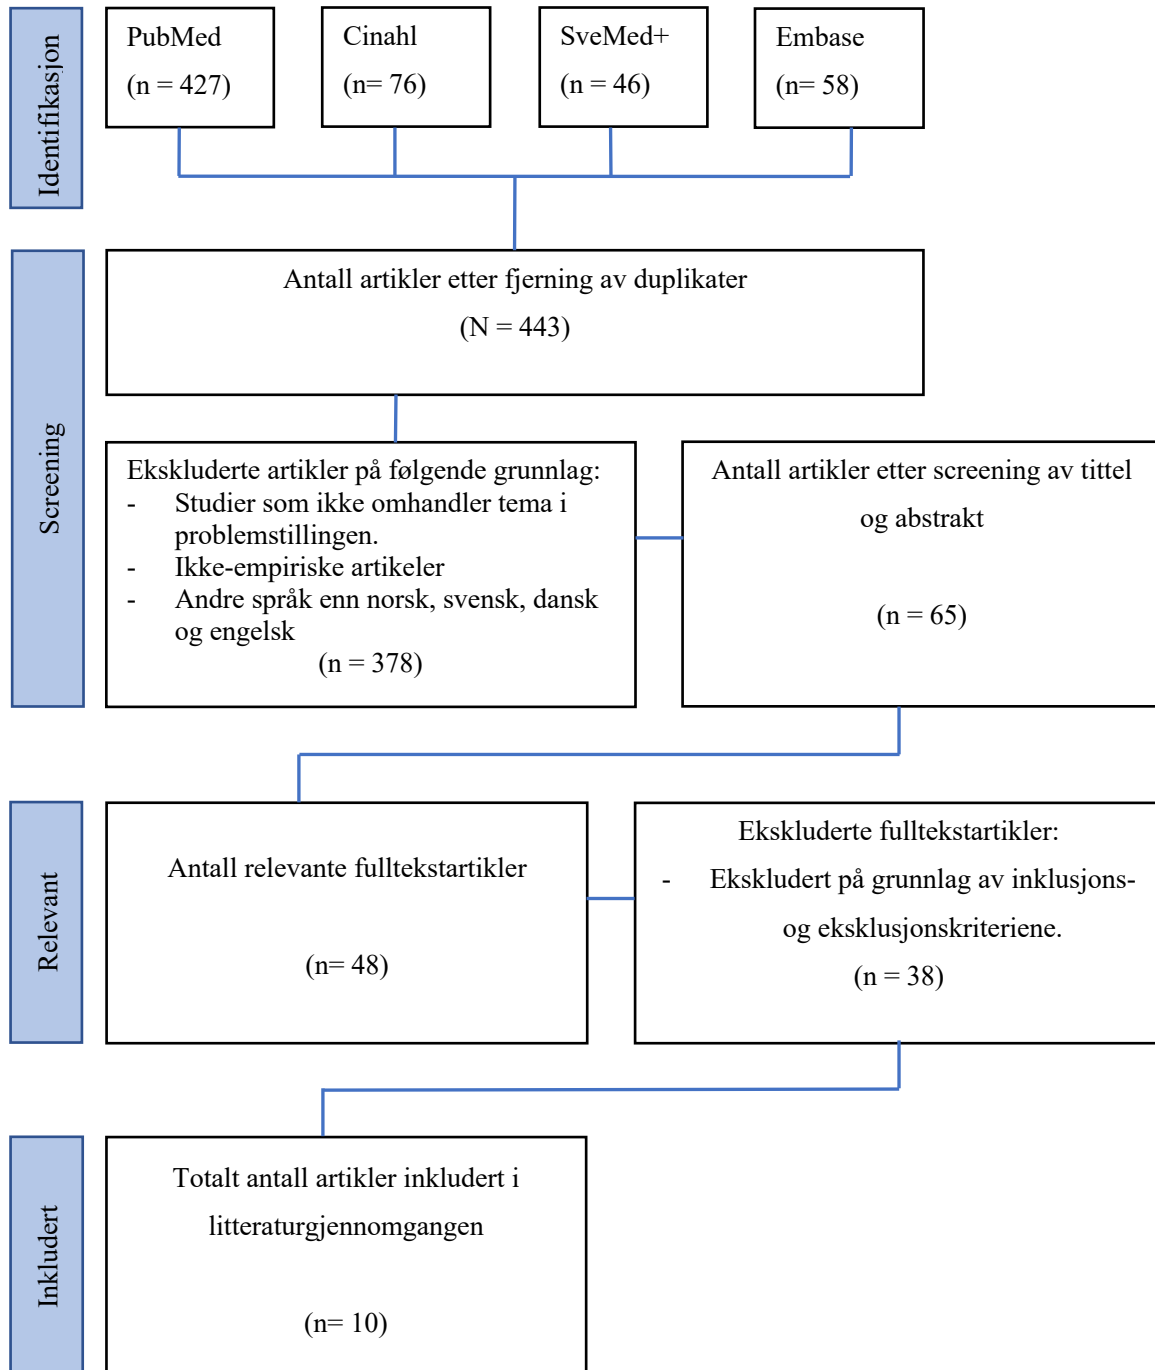 Identifikasjon
PubMed
(n = 427)
Cinahl
(n= 76)
SveMed+
(n = 46)
Embase
(n= 58)
Screening
Antall artikler etter fjerning av duplikater
(N = 443)
Ekskluderte artikler på følgende grunnlag:
- Studier som ikke omhandler tema i
problemstillingen.
- Ikke-empiriske artikeler
- Andre språk enn norsk, svensk, dansk
og engelsk
(n = 378)
Antall artikler etter screening av tittel
og abstrakt
(n = 65)
Relevant
Antall relevante fulltekstartikler
(n= 48)
Ekskluderte fulltekstartikler:
- Ekskludert på grunnlag av inklusjons-
og eksklusjonskriteriene.
(n = 38)
Inkludert
Totalt antall artikler inkludert i
litteraturgjennomgangen
(n= 10)